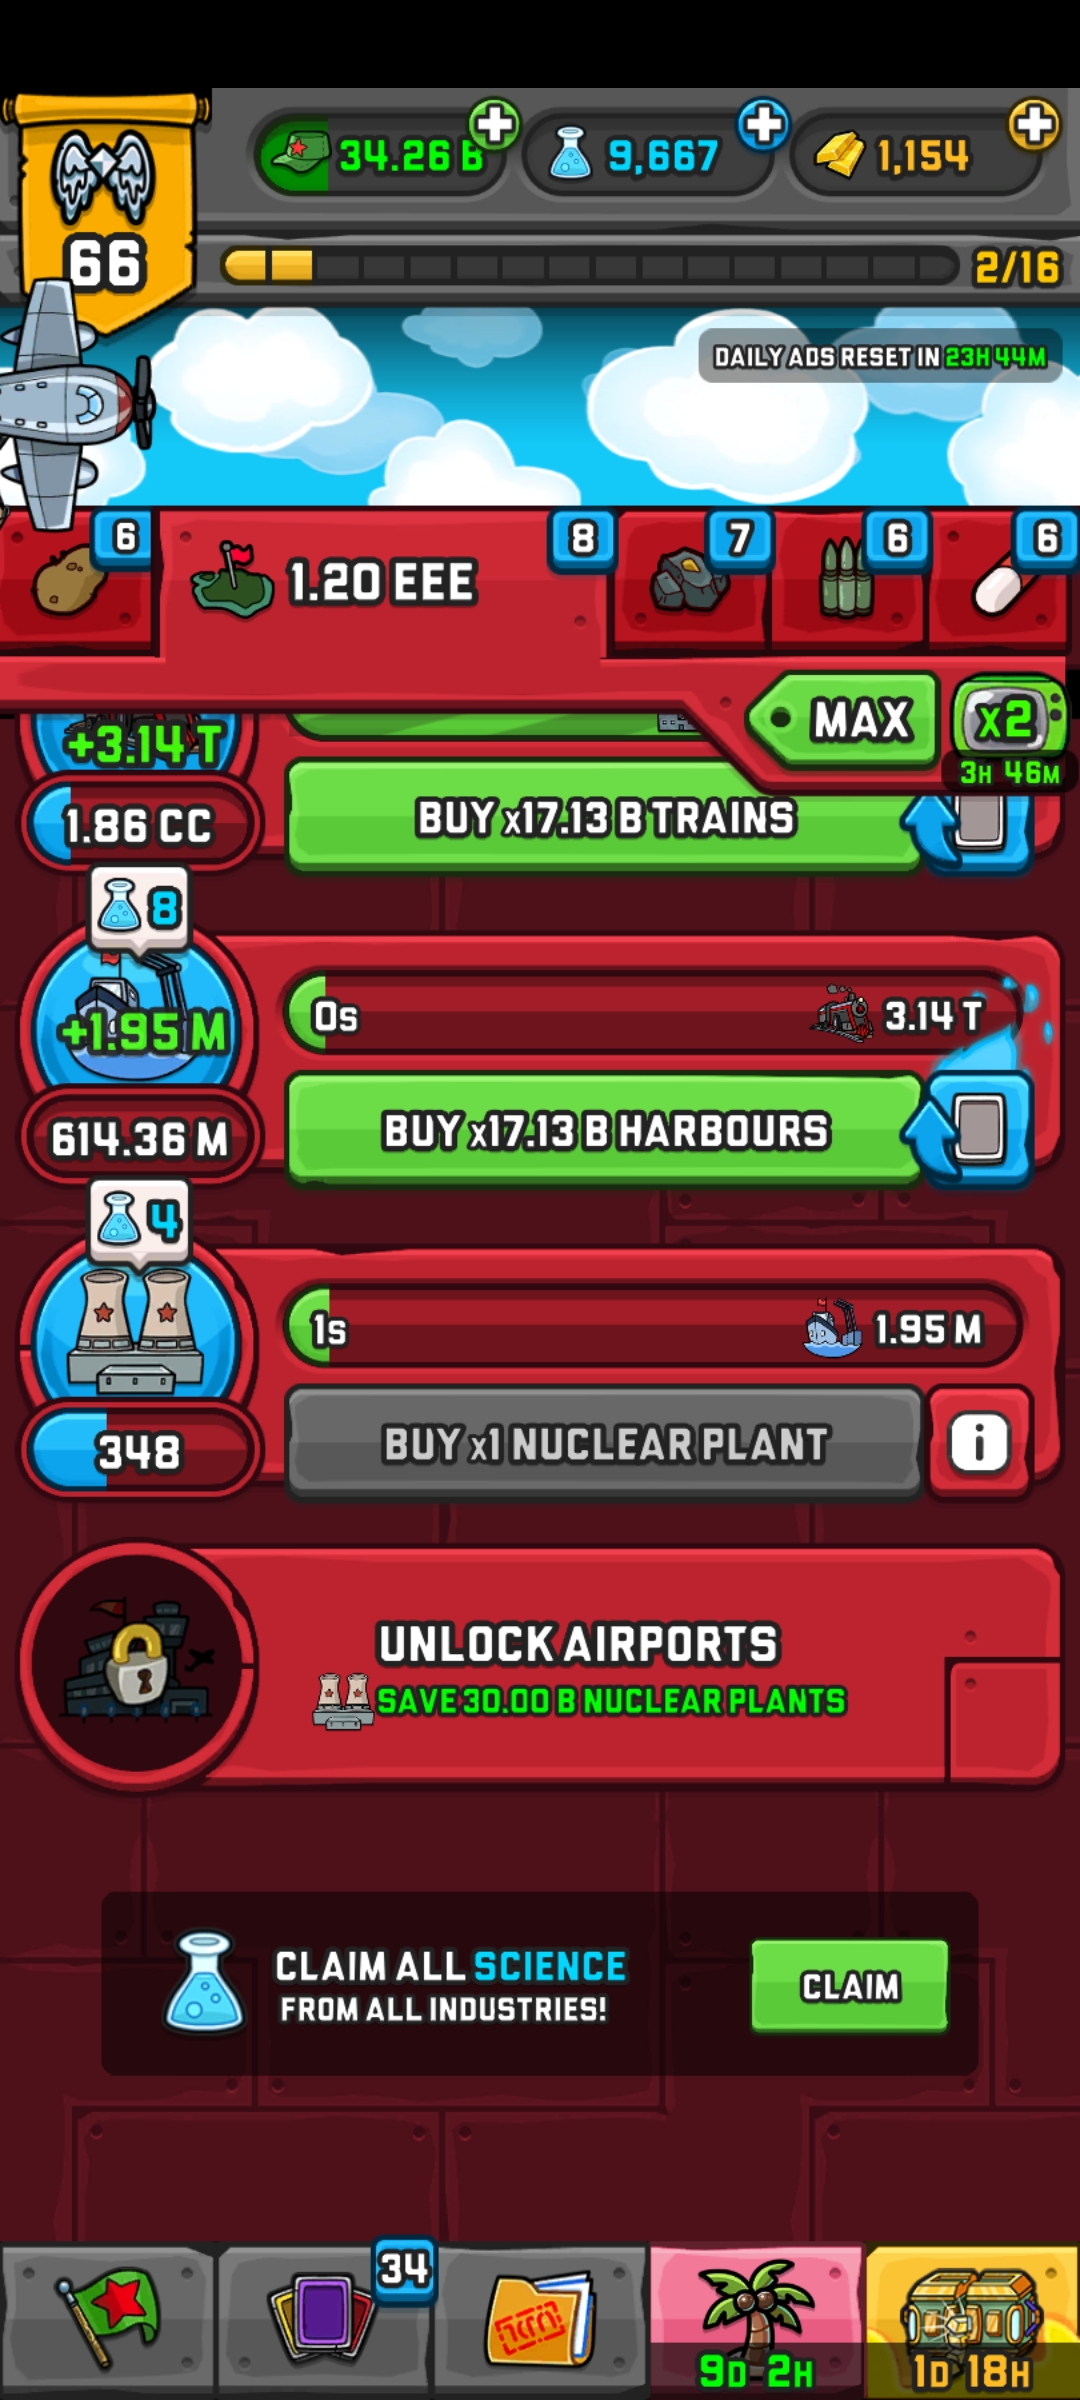 34.26 B
9,667
1,154
66
2/16
DAILY ADS RESET IN 23H 44M
6
1.20 EEE
8
7
6
6
MAX
x2
3H 46M
+3.14 T
1.86 CC
BUY x17.13 B TRAINS
8
+1.95 M
0s
3.14 T
614.36 M
BUY x17.13 B HARBOURS
4
1s
1.95 M
348
BUY x1 NUCLEAR PLANT
i
UNLOCK AIRPORTS
SAVE 30.00 B NUCLEAR PLANTS
CLAIM ALL SCIENCE
FROM ALL INDUSTRIES!
CLAIM
34
9D 2H
1D 18H